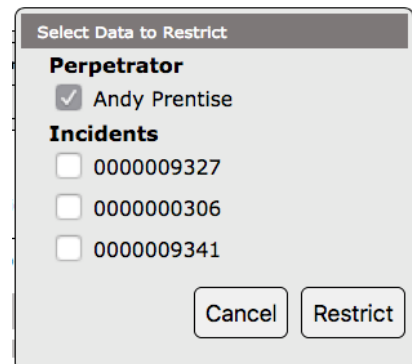 Select Data to Restrict
Perpetrator
Andy Prentise
Incidents
0000009327
0000000306
0000009341
Cancel Restrict